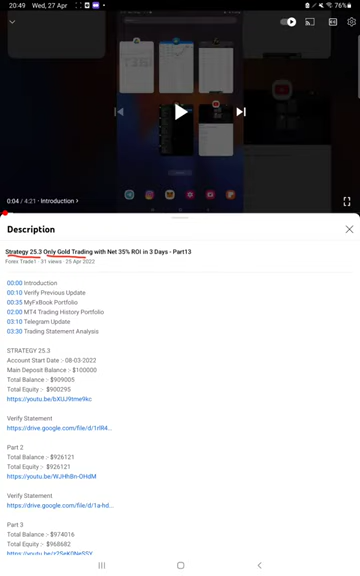 20:49 Wed, 27 Apr
76%
0:04 / 4:21 · Introduction >
Description
Strategy 25.3 Only Gold Trading with Net 35% ROI in 3 Days - Part13
Forex Trade1 · 31 views · 25 Apr 2022
00:00 Introduction
00:10 Verify Previous Update
00:35 MyFxBook Portfolio
02:00 MT4 Trading History Portfolio
03:10 Telegram Update
03:30 Trading Statement Analysis
STRATEGY 25.3
Account Start Date :- 08-03-2022
Main Deposit Balance :- $100000
Total Balance :- $909005
Total Equity :- $900295
https://youtu.be/bXUJ9tme9kc
Verify Statement
https://drive.google.com/file/d/1rlR4...
Part 2
Total Balance :- $926121
Total Equity :- $926121
https://youtu.be/WJHhBn-OHdM
Verify Statement
https://drive.google.com/file/d/1a-hd...
Part 3
Total Balance :- $974016
Total Equity :- $968682
https://youtu.be/z2SeK0Ne5SY